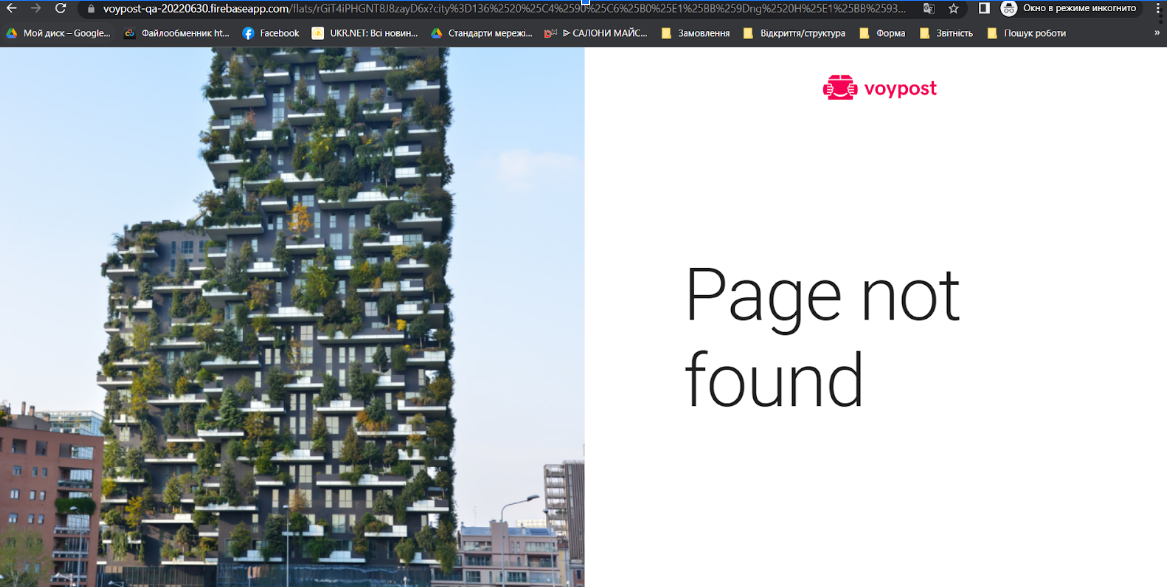 voypost-qa-20220630.firebaseapp.com/flats/rGiT4iPHGNT8J8zayD6x?city%3D136%2520%25C4%2590%25C6%25B0%25E1%25BB%259Dng%2520H%25E1%25BB%2593...
Окно в режиме инкогнито
Мой диск – Google...
Файлообменник ht...
Facebook
UKR.NET: Всі новин...
Стандарти мережі...
ᐈ САЛОНИ МАЙС...
Замовлення
Відкриття/структура
Форма
Звітність
Пошук роботи
»
voypost
Page not
found